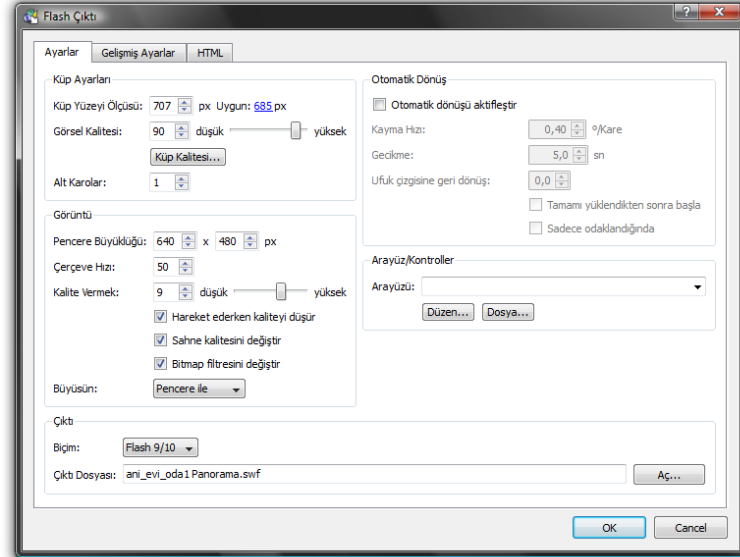 Flash Çıktı
Ayarlar Gelişmiş Ayarlar HTML
Küp Ayarları
Küp Yüzeyi Ölçüsü: 707 px Uygun: 685 px
Görsel Kalitesi: 90 düşük yüksek
Küp Kalitesi...
Alt Karolar: 1
Görüntü
Pencere Büyüklüğü: 640 x 480 px
Çerçeve Hızı: 50
Kalite Vermek: 9 düşük yüksek
Hareket ederken kaliteyi düşür
Sahne kalitesini değiştir
Bitmap filtresini değiştir
Büyüsün: Pencere ile
Otomatik Dönüş
Otomatik dönüşü aktifleştir
Kayma Hızı: 0,40 º/Kare
Gecikme: 5,0 sn
Ufuk çizgisine geri dönüş: 0,0
Tamamı yüklendikten sonra başla
Sadece odaklandığında
Arayüz/Kontroller
Arayüzü:
Düzen... Dosya...
Çıktı
Biçim: Flash 9/10
Çıktı Dosyası: ani_evi_oda1 Panorama.swf Aç...
OK Cancel